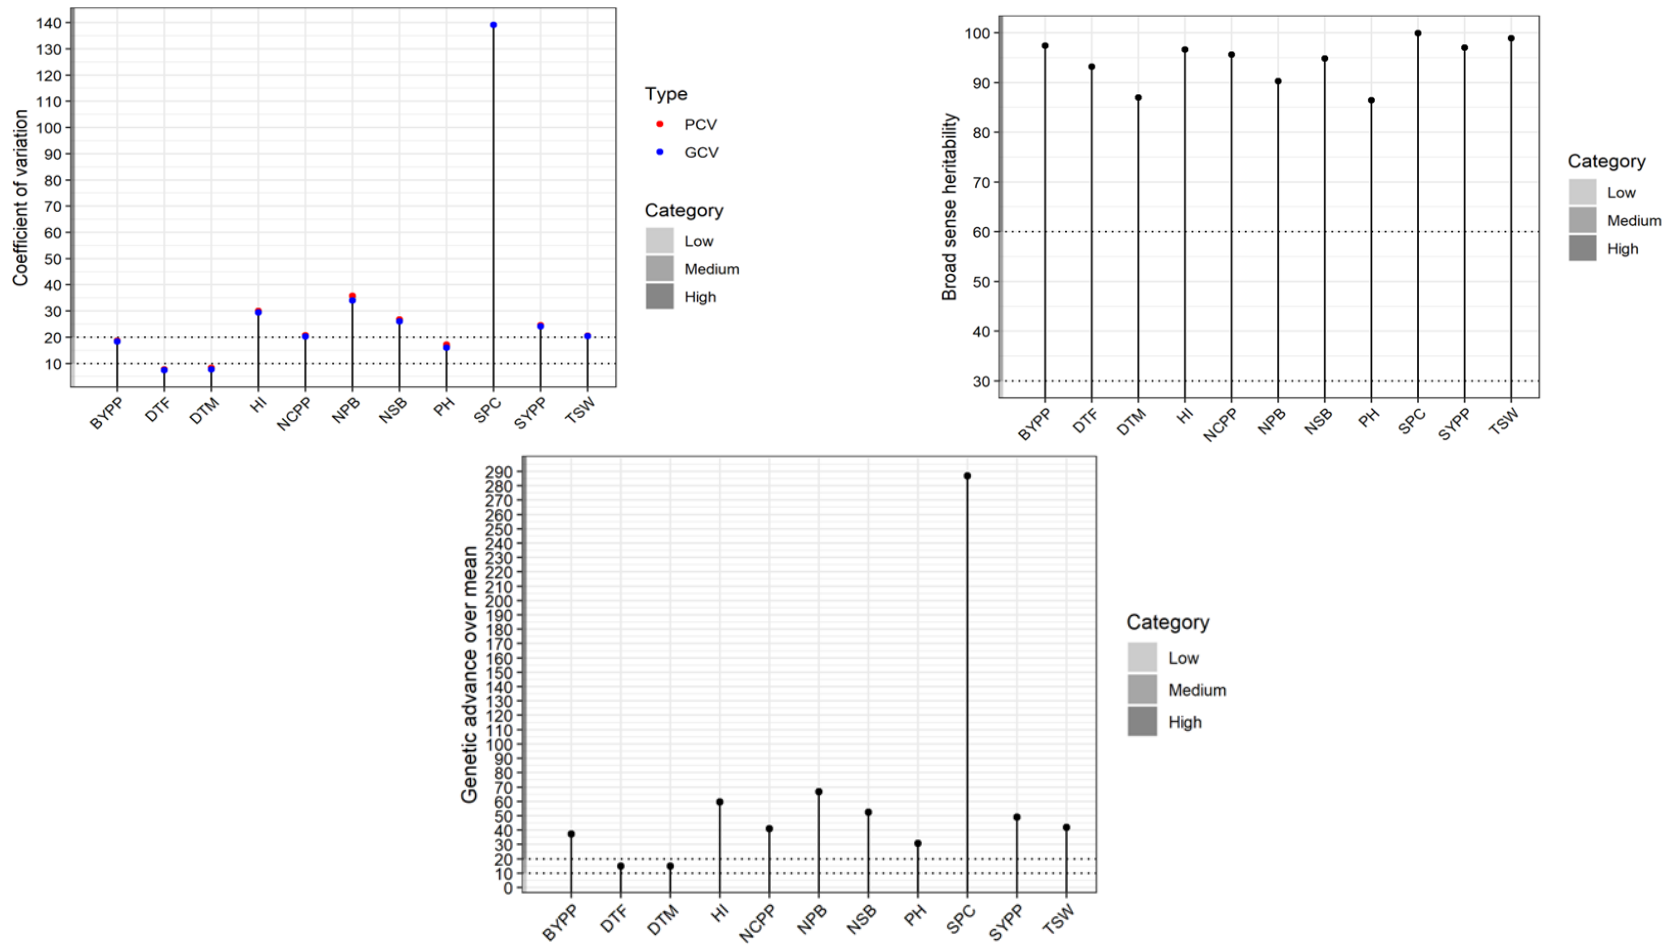 Coefficient of variation
140
130
120
110
100
90
80
70
60
50
40
30
20
10
BYPP DTF DTM HI NCPP NPB NSB PH SPC SYPP TSW
Type
PCV
GCV
Category
Low
Medium
High
Broad sense heritability
100
90
80
70
60
50
40
30
BYPP DTF DTM HI NCPP NPB NSB PH SPC SYPP TSW
Category
Low
Medium
High
Genetic advance over mean
290
280
270
260
250
240
230
220
210
200
190
180
170
160
150
140
130
120
110
100
90
80
70
60
50
40
30
20
10
0
BYPP DTF DTM HI NCPP NPB NSB PH SPC SYPP TSW
Category
Low
Medium
High